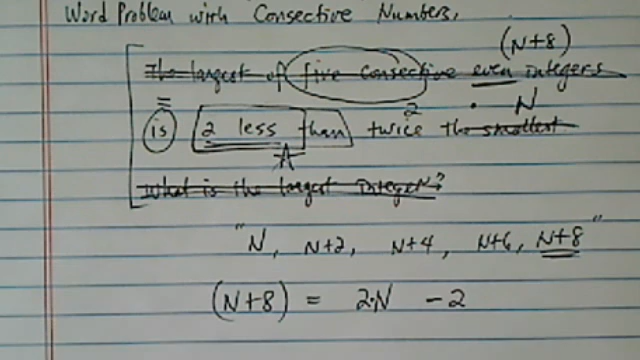 Word Problem with Consective Numbers.
(N+8)
The largest of five consective even integers
= 2 · N
is 2 less than twice the smallest
What is the largest integer?
"N, N+2, N+4, N+6, N+8"
(N+8) = 2·N - 2